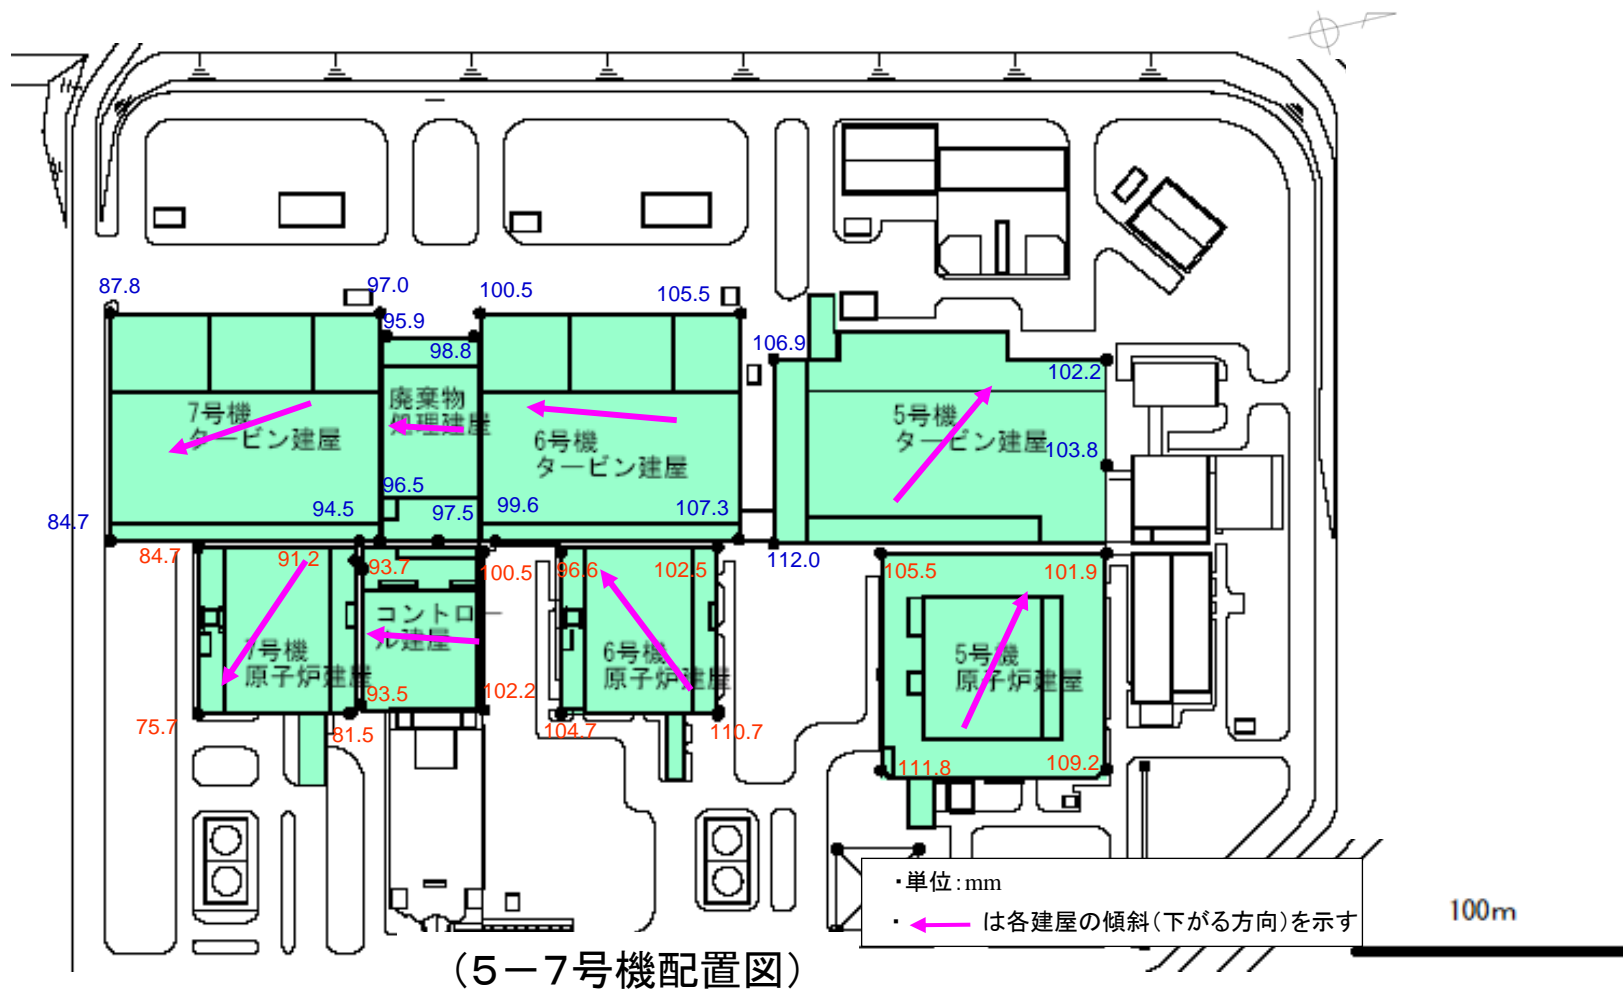 87.8
97.0
100.5
105.5
95.9
98.8
106.9
102.2
7号機
タービン建屋
廃棄物
処理建屋
6号機
タービン建屋
5号機
タービン建屋
103.8
96.5
94.5
97.5
99.6
107.3
84.7
112.0
84.7
91.2
93.7
100.5
96.6
102.5
105.5
101.9
コントロー
ル建屋
7号機
原子炉建屋
6号機
原子炉建屋
5号機
原子炉建屋
93.5
102.2
75.7
81.5
104.7
110.7
111.8
109.2
・単位:mm
・ は各建屋の傾斜(下がる方向)を示す
100m
(5−7号機配置図)